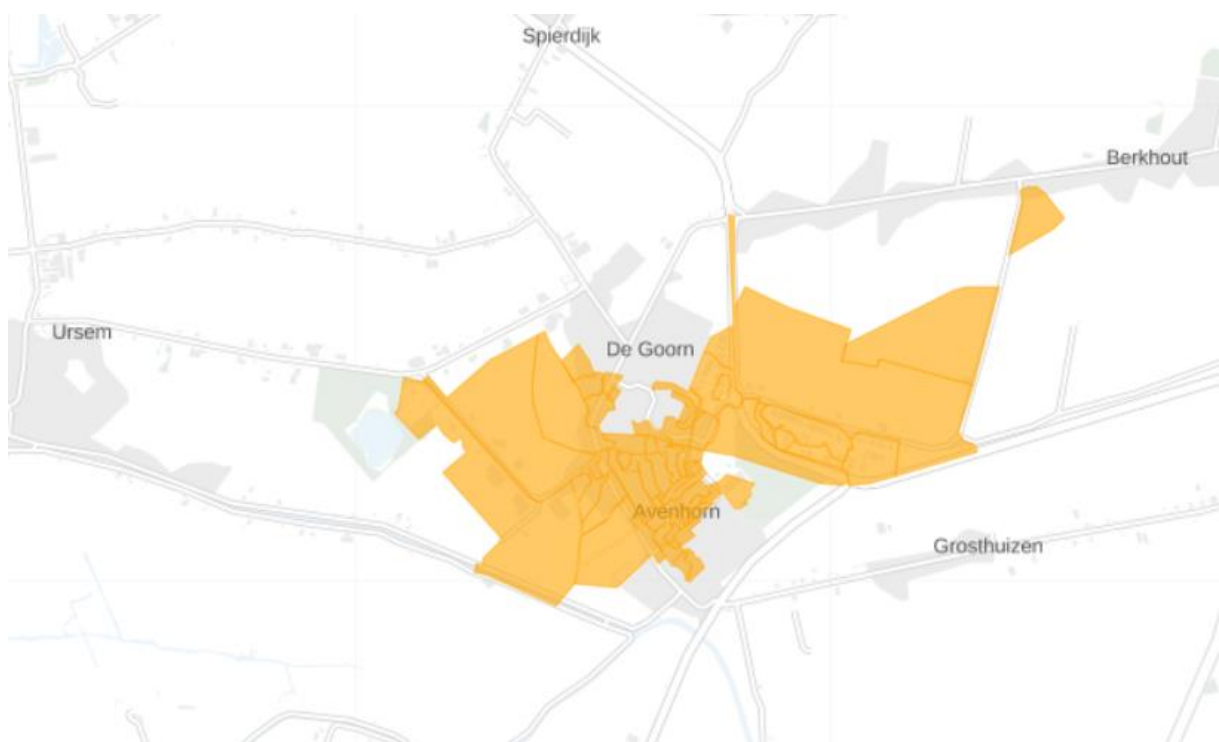 Spierdijk
Berkhout
Ursem
De Goorn
Avenhorn
Grosthuizen